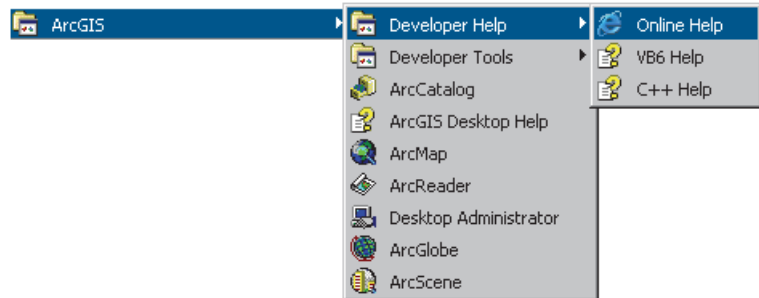 ArcGIS
Developer Help
Developer Tools
ArcCatalog
ArcGIS Desktop Help
ArcMap
ArcReader
Desktop Administrator
ArcGlobe
ArcScene
Online Help
VB6 Help
C++ Help